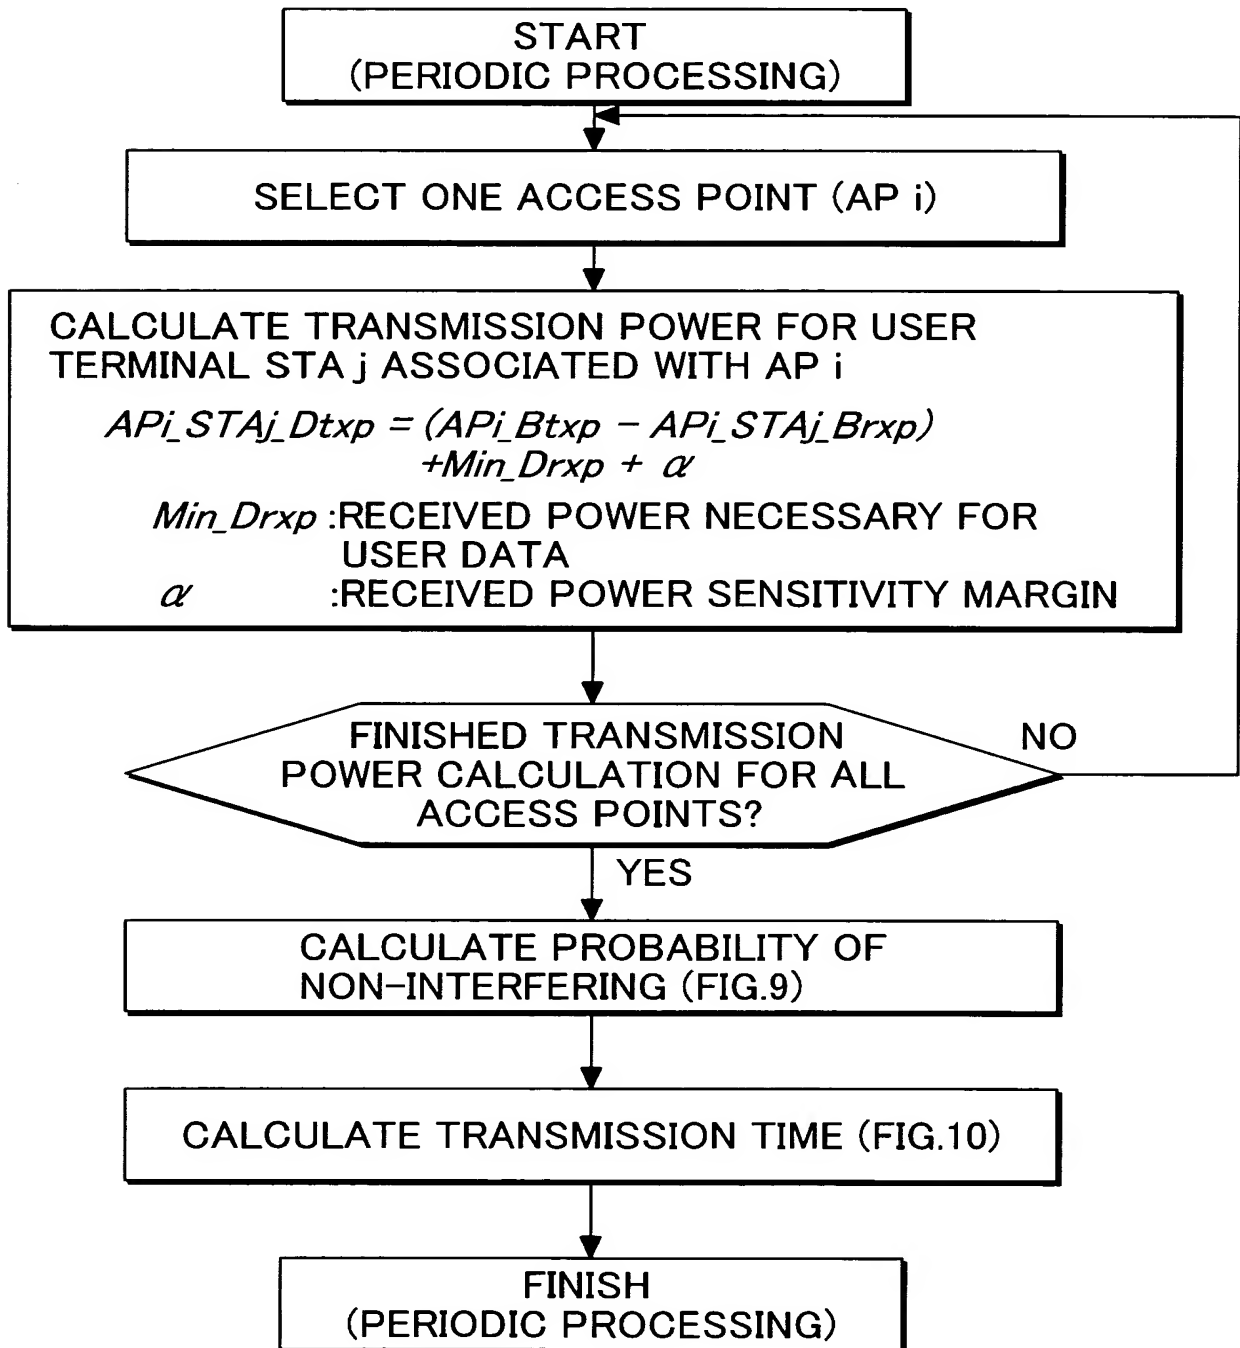 START
(PERIODIC PROCESSING)
SELECT ONE ACCESS POINT (AP i)
CALCULATE TRANSMISSION POWER FOR USER
TERMINAL STA j ASSOCIATED WITH AP i
APi_STAj_Dtxp = (APi_Btxp − APi_STAj_Brxp)
+Min_Drxp + α
Min_Drxp :RECEIVED POWER NECESSARY FOR
USER DATA
α :RECEIVED POWER SENSITIVITY MARGIN
FINISHED TRANSMISSION
POWER CALCULATION FOR ALL
ACCESS POINTS?
NO
YES
CALCULATE PROBABILITY OF
NON-INTERFERING (FIG.9)
CALCULATE TRANSMISSION TIME (FIG.10)
FINISH
(PERIODIC PROCESSING)